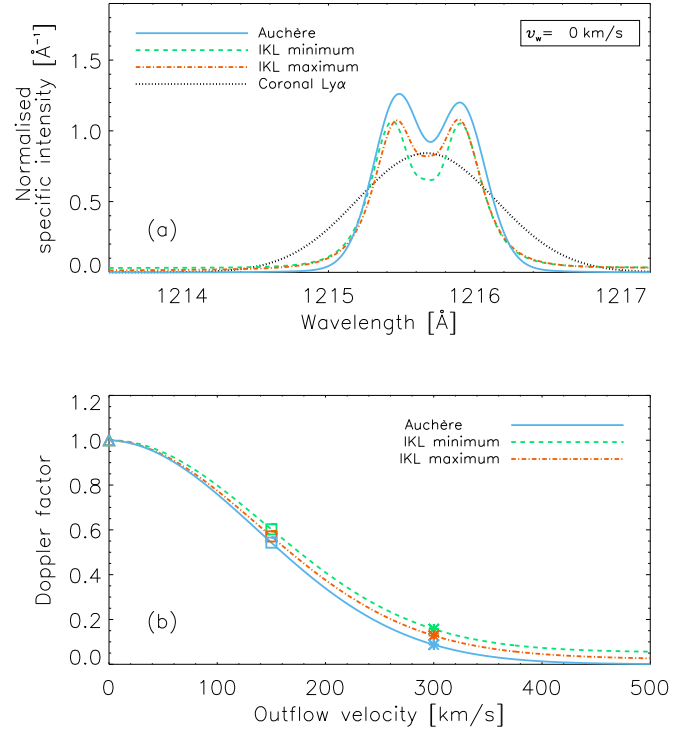 Auchère
IKL minimum
IKL maximum
Coronal Lyα
v_w= 0 km/s
Normalised
specific intensity [Å⁻¹]
1.5
1.0
0.5
0.0
(a)
1214 1215 1216 1217
Wavelength [Å]
Auchère
IKL minimum
IKL maximum
Doppler factor
1.2
1.0
0.8
0.6
0.4
0.2
0.0
(b)
0 100 200 300 400 500
Outflow velocity [km/s]